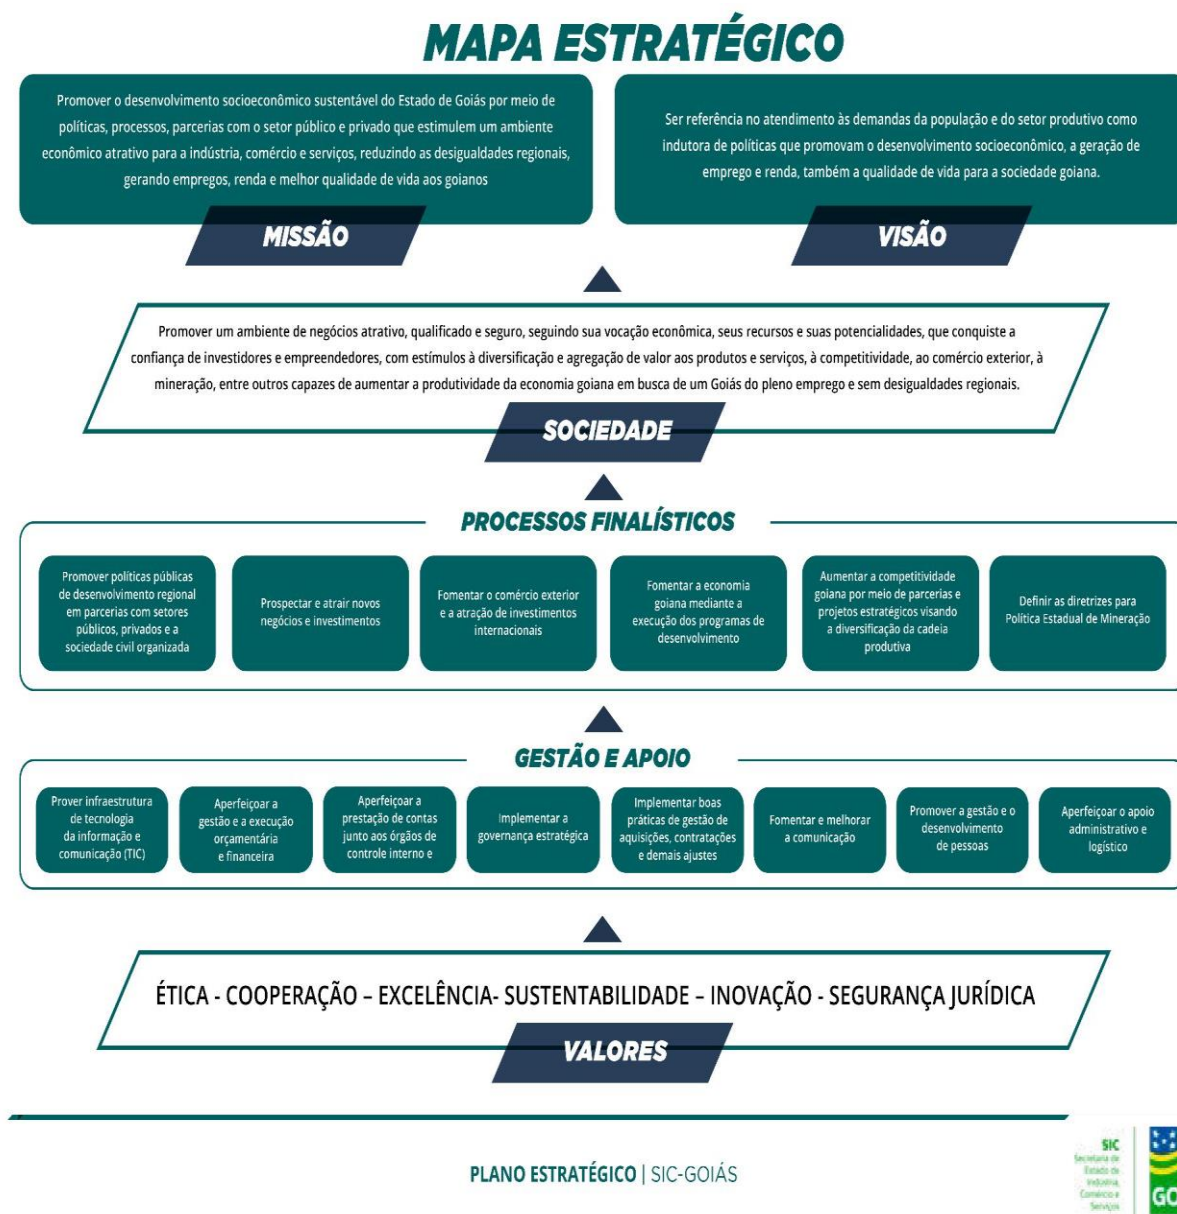 MAPA ESTRATÉGICO
Promover o desenvolvimento socioeconômico sustentável do Estado de Goiás por meio de
políticas, processos, parcerias com o setor público e privado que estimulem um ambiente
econômico atrativo para a indústria, comércio e serviços, reduzindo as desigualdades regionais,
gerando empregos, renda e melhor qualidade de vida aos goianos
MISSÃO
Ser referência no atendimento às demandas da população e do setor produtivo como
indutora de políticas que promovam o desenvolvimento socioeconômico, a geração de
emprego e renda, também a qualidade de vida para a sociedade goiana.
VISÃO
Promover um ambiente de negócios atrativo, qualificado e seguro, seguindo sua vocação econômica, seus recursos e suas potencialidades, que conquiste a
confiança de investidores e empreendedores, com estímulos à diversificação e agregação de valor aos produtos e serviços, à competitividade, ao comércio exterior, à
mineração, entre outros capazes de aumentar a produtividade da economia goiana em busca de um Goiás do pleno emprego e sem desigualdades regionais.
SOCIEDADE
PROCESSOS FINALÍSTICOS
Promover políticas públicas
de desenvolvimento regional
em parcerias com setores
públicos, privados e a
sociedade civil organizada
Prospectar e atrair novos
negócios e investimentos
Fomentar o comércio exterior
e a atração de investimentos
internacionais
Fomentar a economia
goiana mediante a
execução dos programas de
desenvolvimento
Aumentar a competitividade
goiana por meio de parcerias e
projetos estratégicos visando
a diversificação da cadeia
produtiva
Definir as diretrizes para
Política Estadual de Mineração
GESTÃO E APOIO
Prover infraestrutura
de tecnologia
da informação e
comunicação (TIC)
Aperfeiçoar a
gestão e a execução
orçamentária
e financeira
Aperfeiçoar a
prestação de contas
junto aos órgãos de
controle interno e
Implementar a
governança estratégica
Implementar boas
práticas de gestão de
aquisições, contratações
e demais ajustes
Fomentar e melhorar
a comunicação
Promover a gestão e o
desenvolvimento
de pessoas
Aperfeiçoar o apoio
administrativo e
logístico
ÉTICA - COOPERAÇÃO – EXCELÊNCIA- SUSTENTABILIDADE – INOVAÇÃO - SEGURANÇA JURÍDICA
VALORES
PLANO ESTRATÉGICO | SIC-GOIÁS
SIC
Secretaria de
Estado de
Indústria,
Comércio e
Serviços
GO